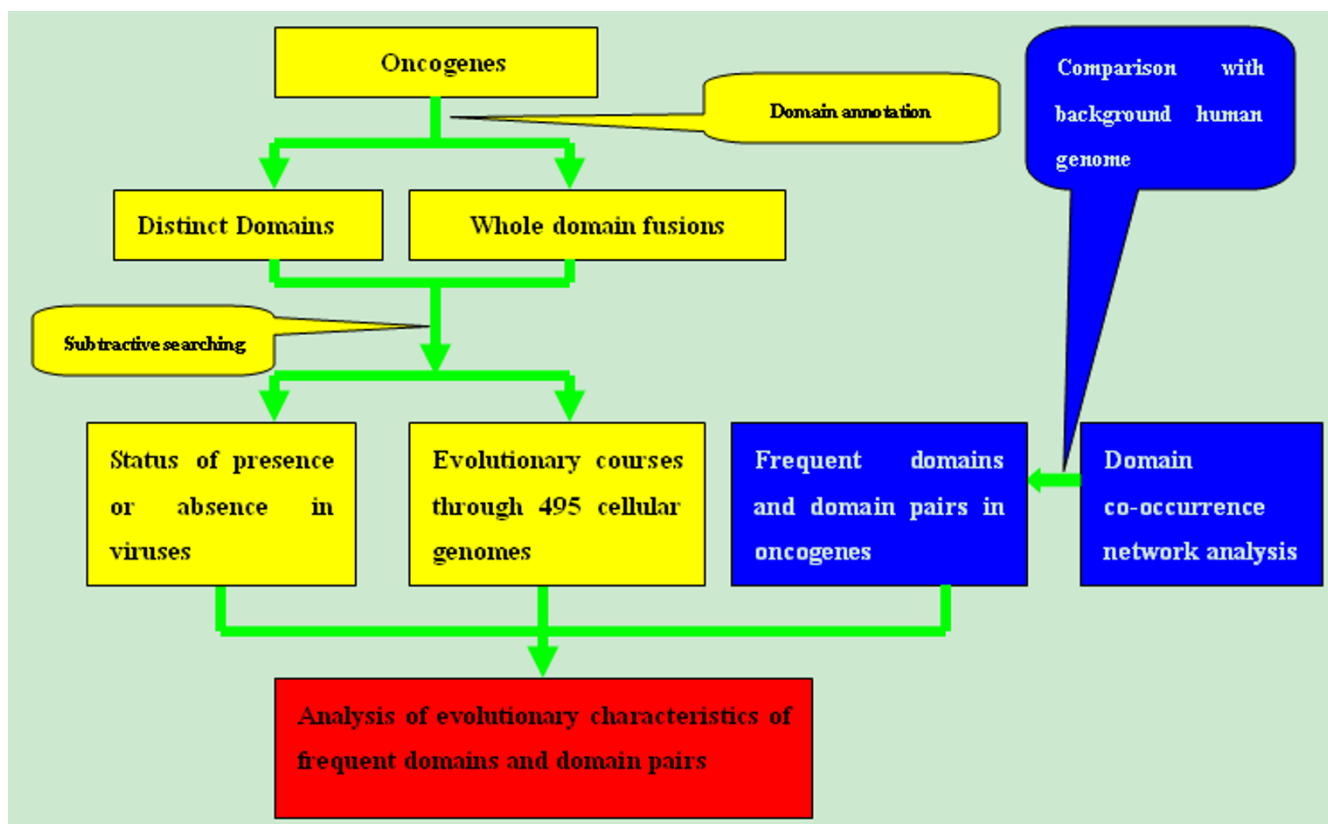 Oncogenes
Domain annotation
Comparison with
background human
genome
Distinct Domains
Whole domain fusions
Subtractive searching
Status of presence
or absence in
viruses
Evolutionary courses
through 495 cellular
genomes
Frequent domains
and domain pairs in
oncogenes
Domain
co-occurrence
network analysis
Analysis of evolutionary characteristics of
frequent domains and domain pairs